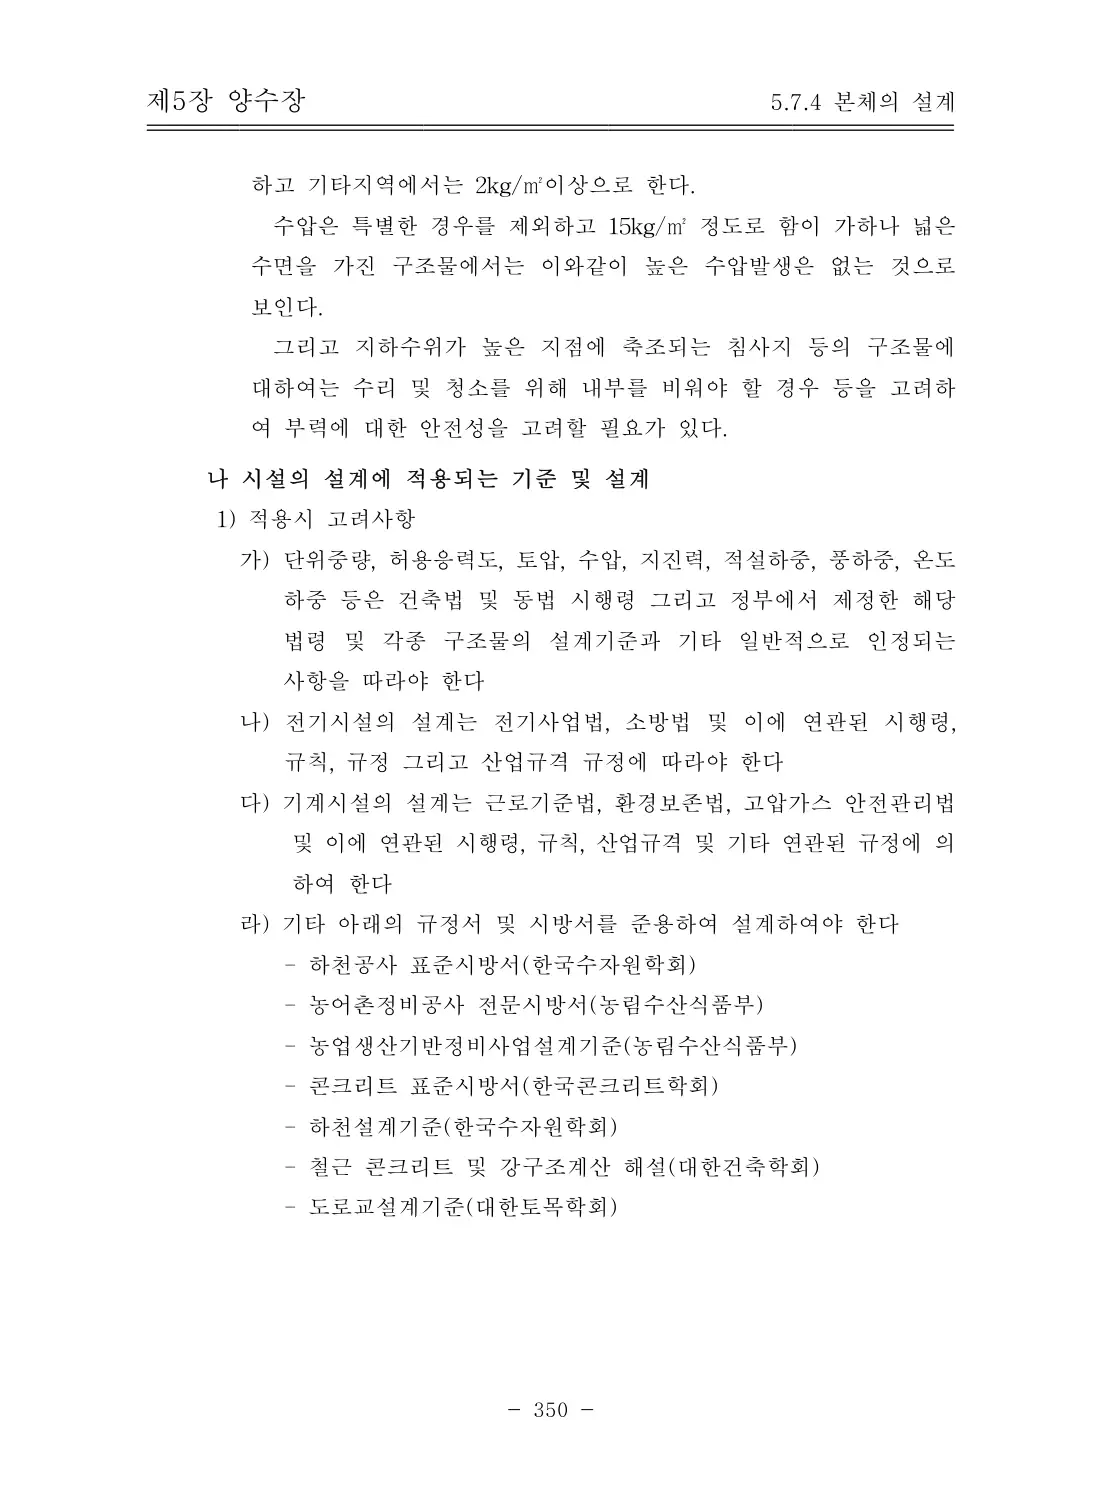 제5장 양수장
5.7.4 본체의 설계
하고 기타지역에서는 2kg/㎡이상으로 한다.
수압은 특별한 경우를 제외하고 15kg/㎡ 정도로 함이 가하나 넓은
수면을 가진 구조물에서는 이와같이 높은 수압발생은 없는 것으로
보인다.
그리고 지하수위가 높은 지점에 축조되는 침사지 등의 구조물에
대하여는 수리 및 청소를 위해 내부를 비워야 할 경우 등을 고려하
여 부력에 대한 안전성을 고려할 필요가 있다.
나 시설의 설계에 적용되는 기준 및 설계
1) 적용시 고려사항
가) 단위중량, 허용응력도, 토압, 수압, 지진력, 적설하중, 풍하중, 온도
하중 등은 건축법 및 동법 시행령 그리고 정부에서 제정한 해당
법령 및 각종 구조물의 설계기준과 기타 일반적으로 인정되는
사항을 따라야 한다
나) 전기시설의 설계는 전기사업법, 소방법 및 이에 연관된 시행령,
규칙, 규정 그리고 산업규격 규정에 따라야 한다
다) 기계시설의 설계는 근로기준법, 환경보존법, 고압가스 안전관리법
및 이에 연관된 시행령, 규칙, 산업규격 및 기타 연관된 규정에 의
하여 한다
라) 기타 아래의 규정서 및 시방서를 준용하여 설계하여야 한다
- 하천공사 표준시방서(한국수자원학회)
- 농어촌정비공사 전문시방서(농림수산식품부)
- 농업생산기반정비사업설계기준(농림수산식품부)
- 콘크리트 표준시방서(한국콘크리트학회)
- 하천설계기준(한국수자원학회)
- 철근 콘크리트 및 강구조계산 해설(대한건축학회)
- 도로교설계기준(대한토목학회)
- 350 -